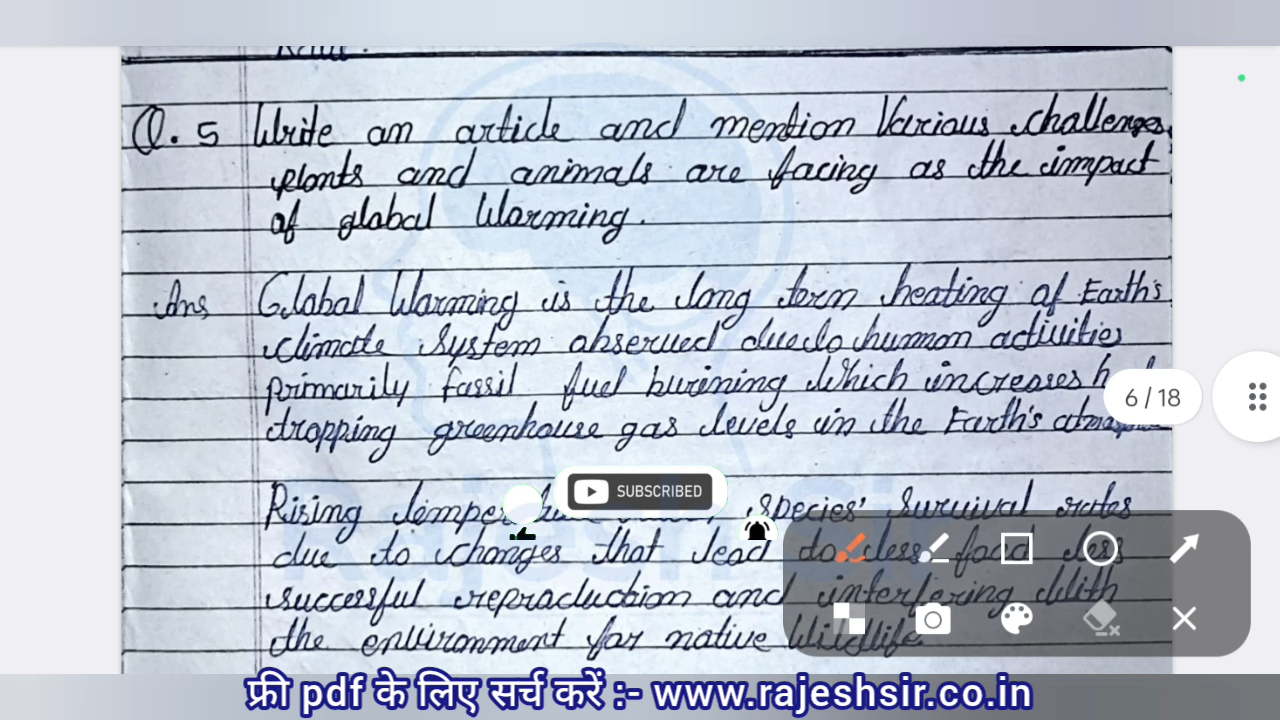 Q. 5 Write an article and mention Various challenges
plants and animals are facing as the impact
of global Warming.
Ans Global Warming is the long term heating of Earth's
climate system observed due to human activities
primarily fossil fuel burining which increases
dropping greenhouse gas levels in the Earth's
6/18
SUBSCRIBED
Rising species' Survival rates
due to changes that lead to less food less
successful reproduction and interfering with
the environment for native wildlife
फ्री pdf के लिए सर्च करें :- www.rajeshsir.co.in